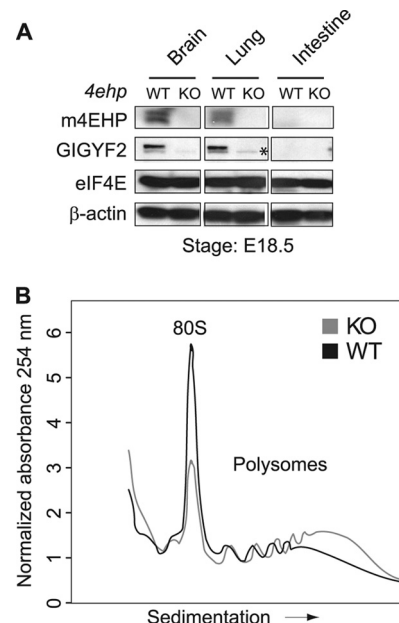 A
Brain Lung Intestine
4ehp WT KO WT KO WT KO
m4EHP
GIGYF2 *
eIF4E
β-actin
Stage: E18.5
B
80S
KO
WT
Polysomes
Normalized absorbance 254 nm
6
5
4
3
2
1
0
Sedimentation →